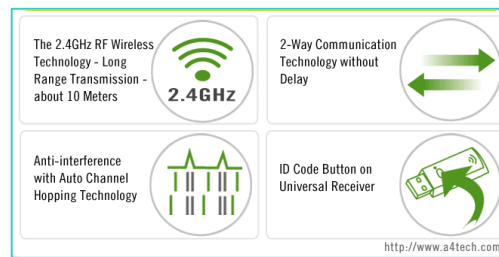 The 2.4GHz RF Wireless
Technology - Long
Range Transmission -
about 10 Meters
2.4GHz
2-Way Communication
Technology without
Delay
Anti-interference
with Auto Channel
Hopping Technology
ID Code Button on
Universal Receiver
http://www.a4tech.com